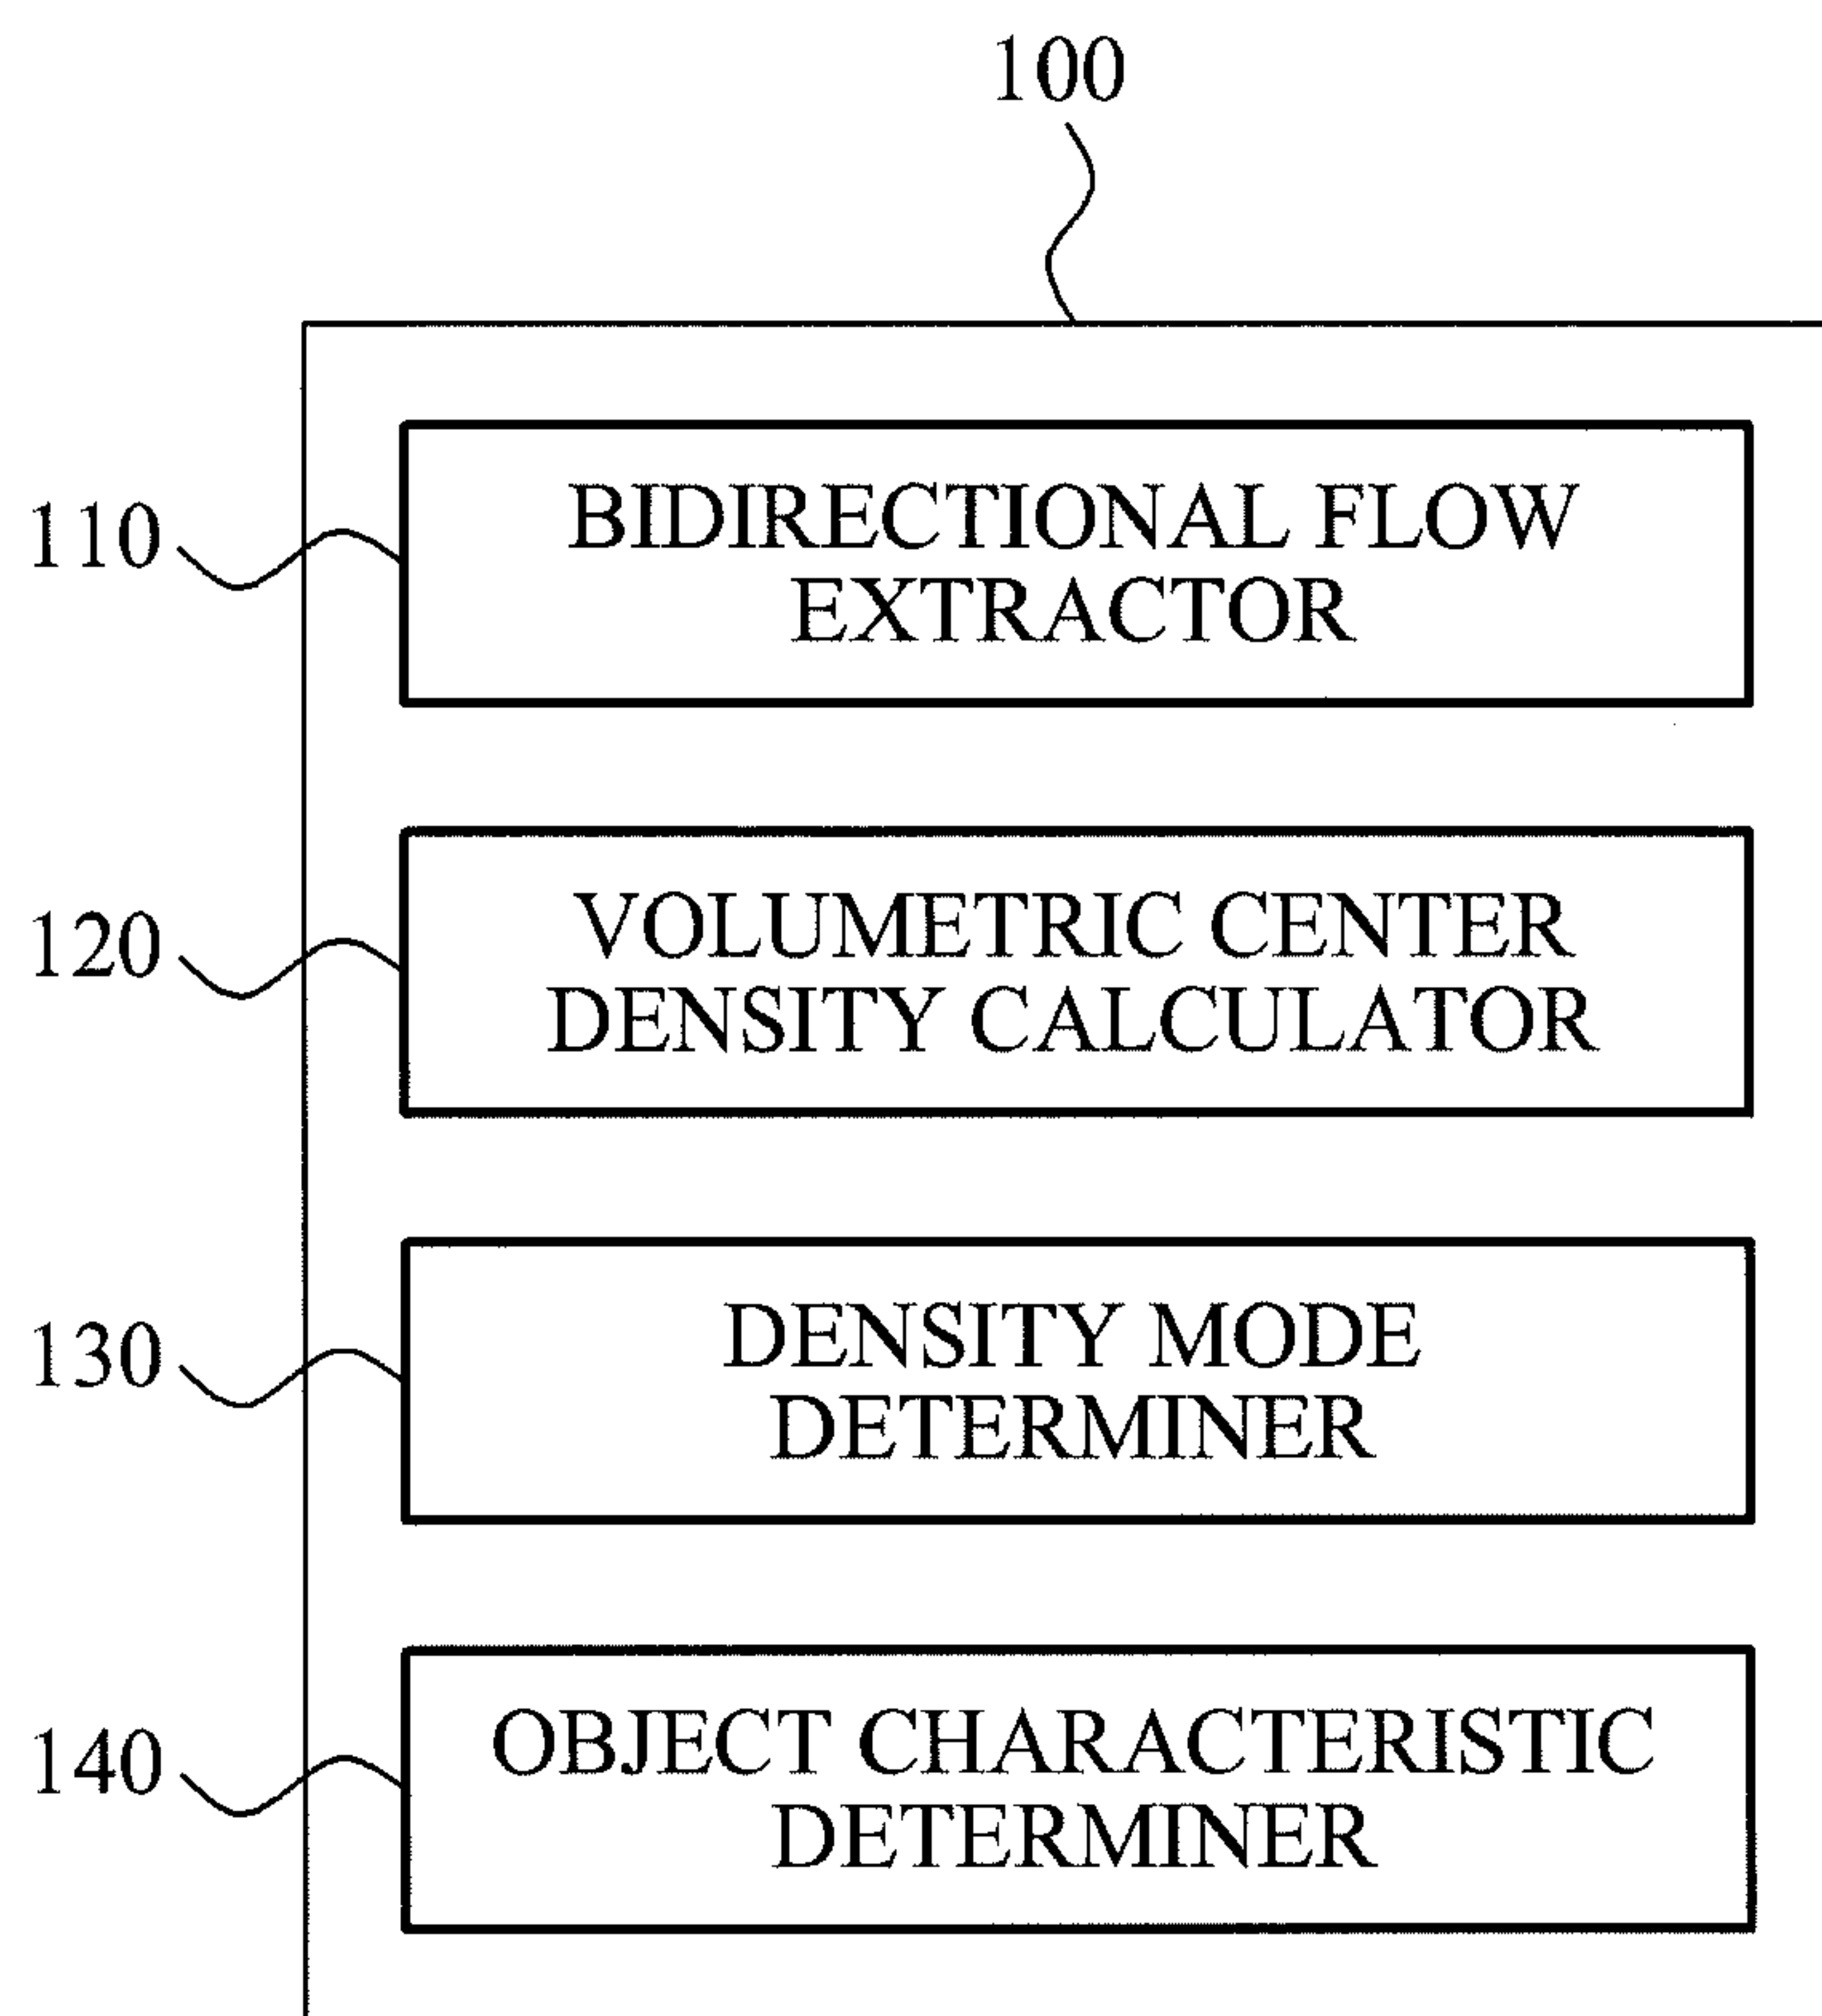 100
110
BIDIRECTIONAL FLOW
EXTRACTOR
120
VOLUMETRIC CENTER
DENSITY CALCULATOR
130
DENSITY MODE
DETERMINER
140
OBJECT CHARACTERISTIC
DETERMINER